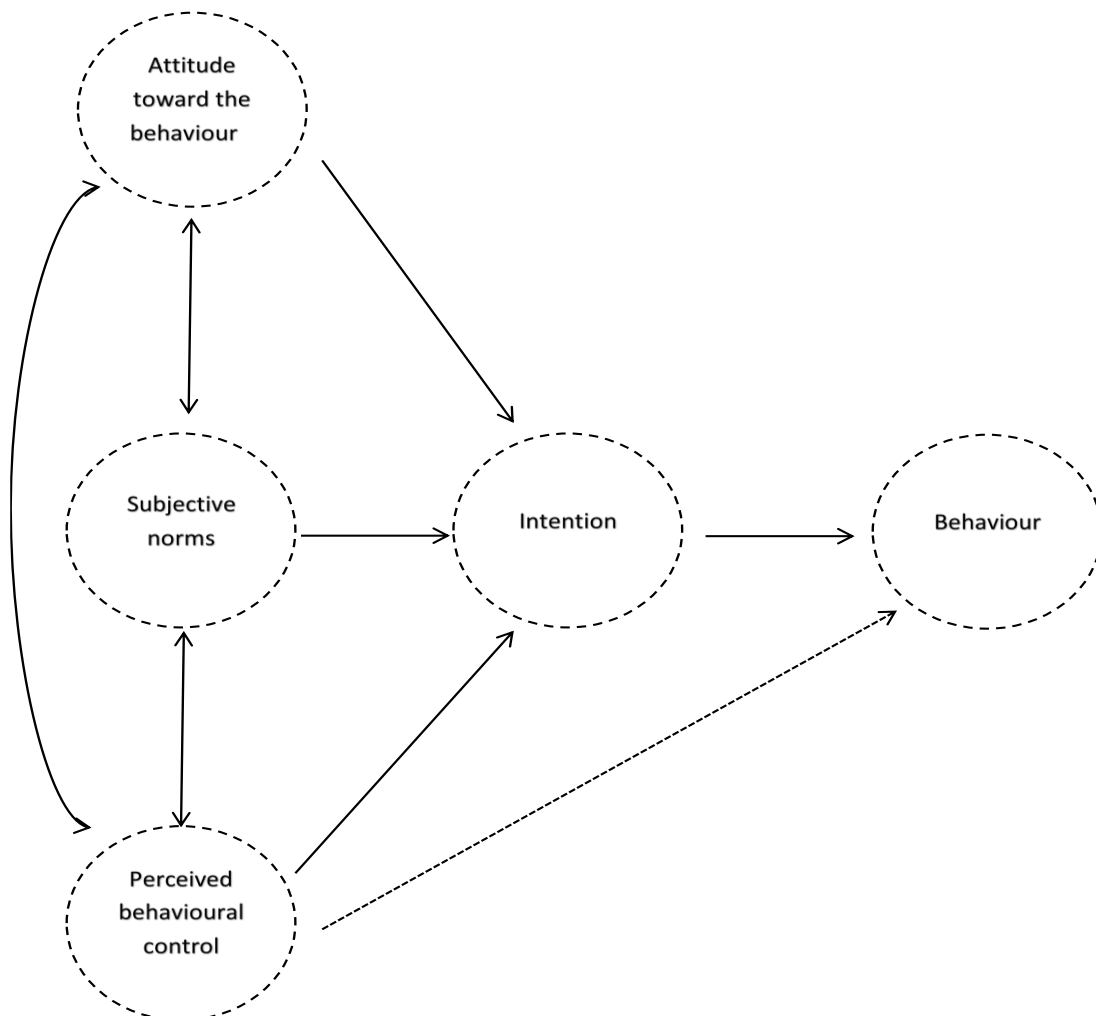 Attitude
toward the
behaviour
Subjective
norms
Intention
Behaviour
Perceived
behavioural
control